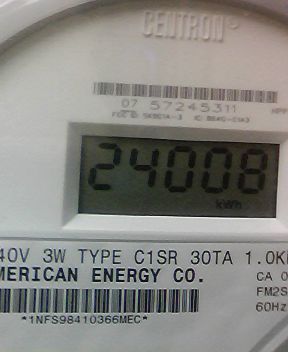 CENTRON
07 57245311
24008
kWh
40V 3W TYPE C1SR 30TA 1.0K
MERICAN ENERGY CO.
CA 0
FM2S
60Hz
*1NFS98410366MEC*